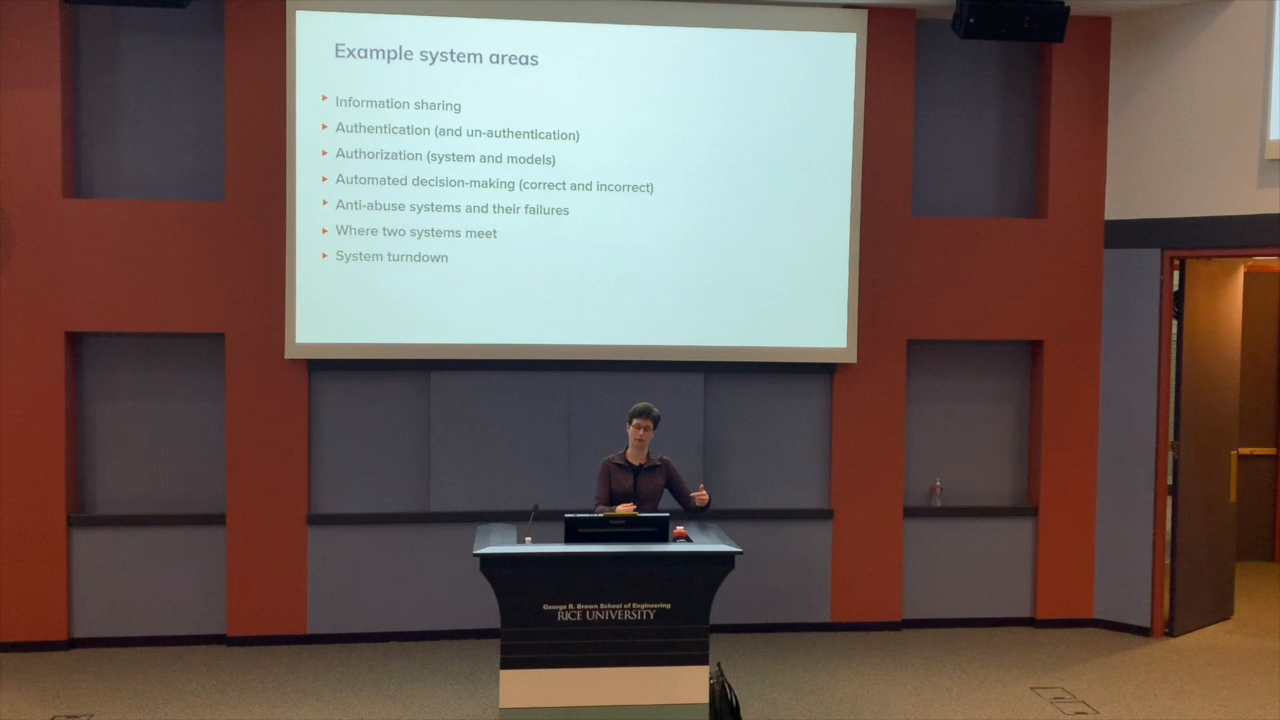 Example system areas
Information sharing
Authentication (and un-authentication)
Authorization (system and models)
Automated decision-making (correct and incorrect)
Anti-abuse systems and their failures
Where two systems meet
System turndown
George R. Brown School of Engineering
RICE UNIVERSITY